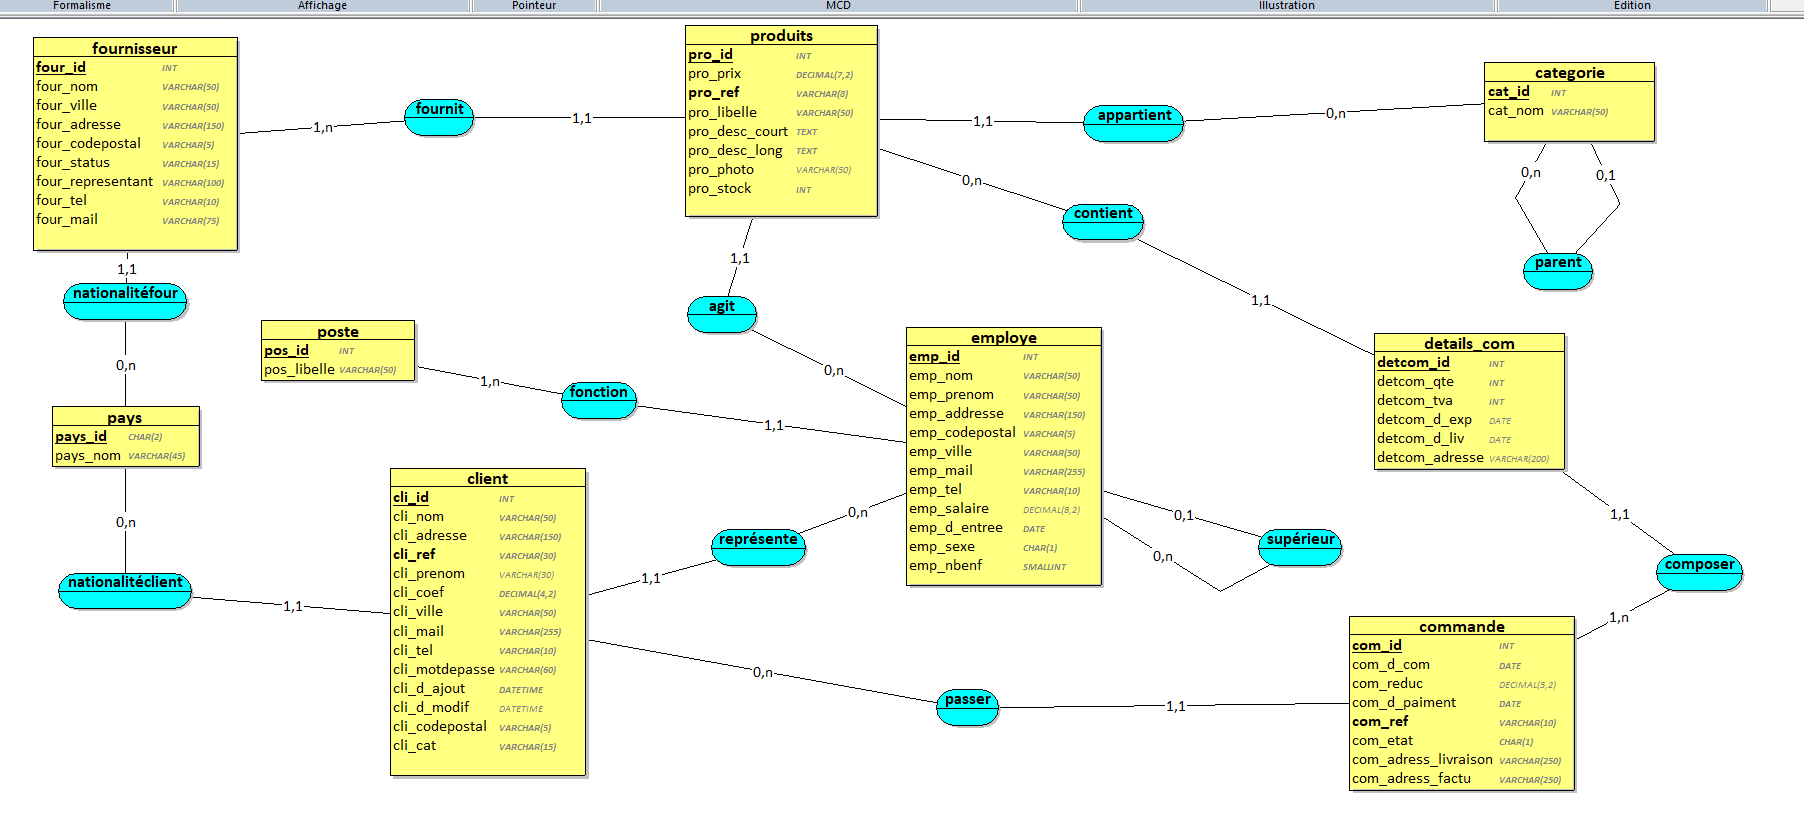 Formalisme Affichage Pointeur MCD Illustration Edition
fournisseur
four_id INT
four_nom VARCHAR(50)
four_ville VARCHAR(50)
four_adresse VARCHAR(150)
four_codepostal VARCHAR(5)
four_status VARCHAR(15)
four_representant VARCHAR(100)
four_tel VARCHAR(10)
four_mail VARCHAR(75)
1,n
fournit
1,1
produits
pro_id INT
pro_prix DECIMAL(7,2)
pro_ref VARCHAR(8)
pro_libelle VARCHAR(50)
pro_desc_court TEXT
pro_desc_long TEXT
pro_photo VARCHAR(50)
pro_stock INT
1,1
appartient
0,n
categorie
cat_id INT
cat_nom VARCHAR(50)
0,n
0,1
parent
0,n
contient
1,1
1,1
nationalitéfour
0,n
pays
pays_id CHAR(2)
pays_nom VARCHAR(45)
0,n
nationalitéclient
1,1
poste
pos_id INT
pos_libelle VARCHAR(50)
1,n
fonction
1,1
1,1
agit
0,n
employe
emp_id INT
emp_nom VARCHAR(50)
emp_prenom VARCHAR(50)
emp_addresse VARCHAR(150)
emp_codepostal VARCHAR(5)
emp_ville VARCHAR(50)
emp_mail VARCHAR(255)
emp_tel VARCHAR(10)
emp_salaire DECIMAL(8,2)
emp_d_entree DATE
emp_sexe CHAR(1)
emp_nbenf SMALLINT
0,1
supérieur
0,n
details_com
detcom_id INT
detcom_qte INT
detcom_tva INT
detcom_d_exp DATE
detcom_d_liv DATE
detcom_adresse VARCHAR(200)
1,1
composer
1,n
client
cli_id INT
cli_nom VARCHAR(50)
cli_adresse VARCHAR(150)
cli_ref VARCHAR(30)
cli_prenom VARCHAR(30)
cli_coef DECIMAL(4,2)
cli_ville VARCHAR(50)
cli_mail VARCHAR(255)
cli_tel VARCHAR(10)
cli_motdepasse VARCHAR(60)
cli_d_ajout DATETIME
cli_d_modif DATETIME
cli_codepostal VARCHAR(5)
cli_cat VARCHAR(15)
1,1
représente
0,n
0,n
passer
1,1
commande
com_id INT
com_d_com DATE
com_reduc DECIMAL(5,2)
com_d_paiment DATE
com_ref VARCHAR(10)
com_etat CHAR(1)
com_adress_livraison VARCHAR(250)
com_adress_factu VARCHAR(250)